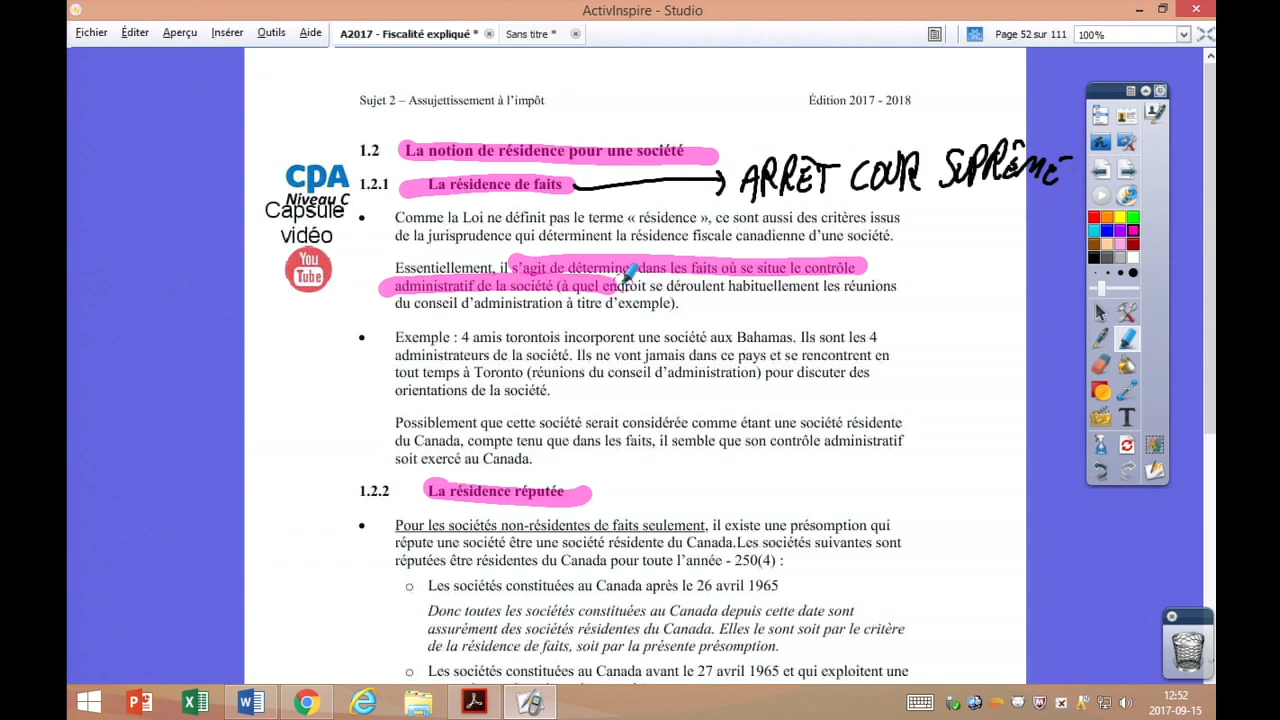 ActivInspire - Studio
Fichier Éditer Aperçu Insérer Outils Aide A2017 - Fiscalité expliqué * Sans titre * Page 52 sur 111 100%
Sujet 2 – Assujettissement à l'impôt Édition 2017 - 2018
1.2 La notion de résidence pour une société
1.2.1 La résidence de faits ARRÊT COUR SUPRÊME
CPA
Niveau C
Capsule
vidéo
You
Tube
• Comme la Loi ne définit pas le terme « résidence », ce sont aussi des critères issus
de la jurisprudence qui déterminent la résidence fiscale canadienne d'une société.
Essentiellement, il s'agit de déterminer dans les faits où se situe le contrôle
administratif de la société (à quel endroit se déroulent habituellement les réunions
du conseil d'administration à titre d'exemple).
• Exemple : 4 amis torontois incorporent une société aux Bahamas. Ils sont les 4
administrateurs de la société. Ils ne vont jamais dans ce pays et se rencontrent en
tout temps à Toronto (réunions du conseil d'administration) pour discuter des
orientations de la société.
Possiblement que cette société serait considérée comme étant une société résidente
du Canada, compte tenu que dans les faits, il semble que son contrôle administratif
soit exercé au Canada.
1.2.2 La résidence réputée
• Pour les sociétés non-résidentes de faits seulement, il existe une présomption qui
répute une société être une société résidente du Canada.Les sociétés suivantes sont
réputées être résidentes du Canada pour toute l'année - 250(4) :
o Les sociétés constituées au Canada après le 26 avril 1965
Donc toutes les sociétés constituées au Canada depuis cette date sont
assurément des sociétés résidentes du Canada. Elles le sont soit par le critère
de la résidence de faits, soit par la présente présomption.
o Les sociétés constituées au Canada avant le 27 avril 1965 et qui exploitent une
12:52
2017-09-15